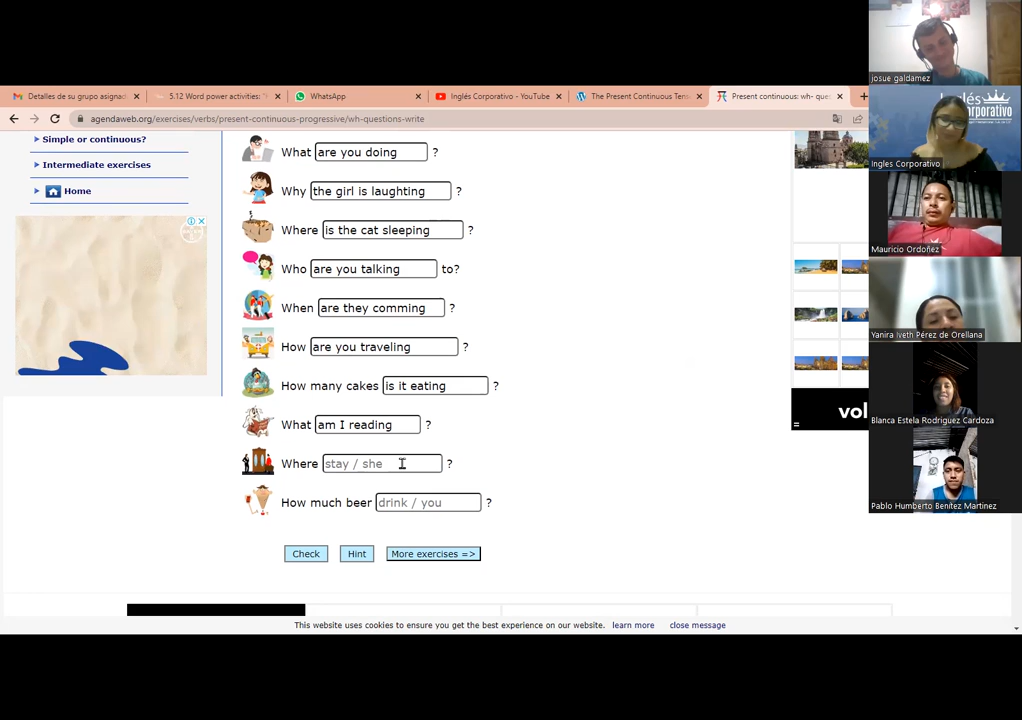 Detalles de su grupo asignad
5.12 Word power activities: "
WhatsApp
Inglés Corporativo - YouTube
The Present Continuous Ten
Present continuous: wh- ques
agendaweb.org/exercises/verbs/present-continuous-progressive/wh-questions-write
Simple or continuous?
Intermediate exercises
Home
What are you doing ?
Why the girl is laughting ?
Where is the cat sleeping ?
Who are you talking to?
When are they comming ?
How are you traveling ?
How many cakes is it eating ?
What am I reading ?
Where stay / she ?
How much beer drink / you ?
Check Hint More exercises =>
vol
This website uses cookies to ensure you get the best experience on our website. learn more close message
josue galdamez
Inglés
orporativo
Ingles Corporativo
Mauricio Ordoñez
Yanira Iveth Pérez de Orellana
Blanca Estela Rodriguez Cardoza
Pablo Humberto Benítez Martínez